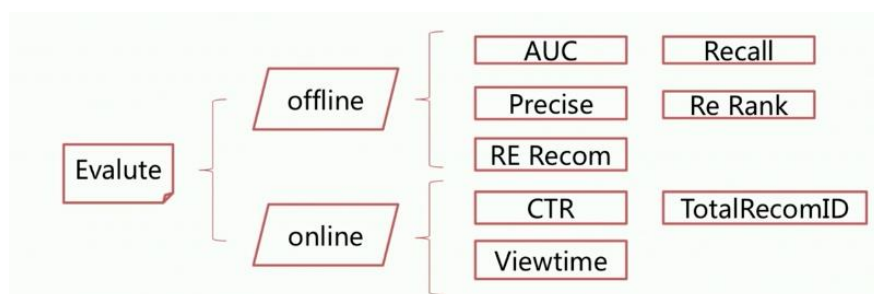 Evalute
offline
AUC
Recall
Precise
Re Rank
RE Recom
online
CTR
TotalRecomID
Viewtime